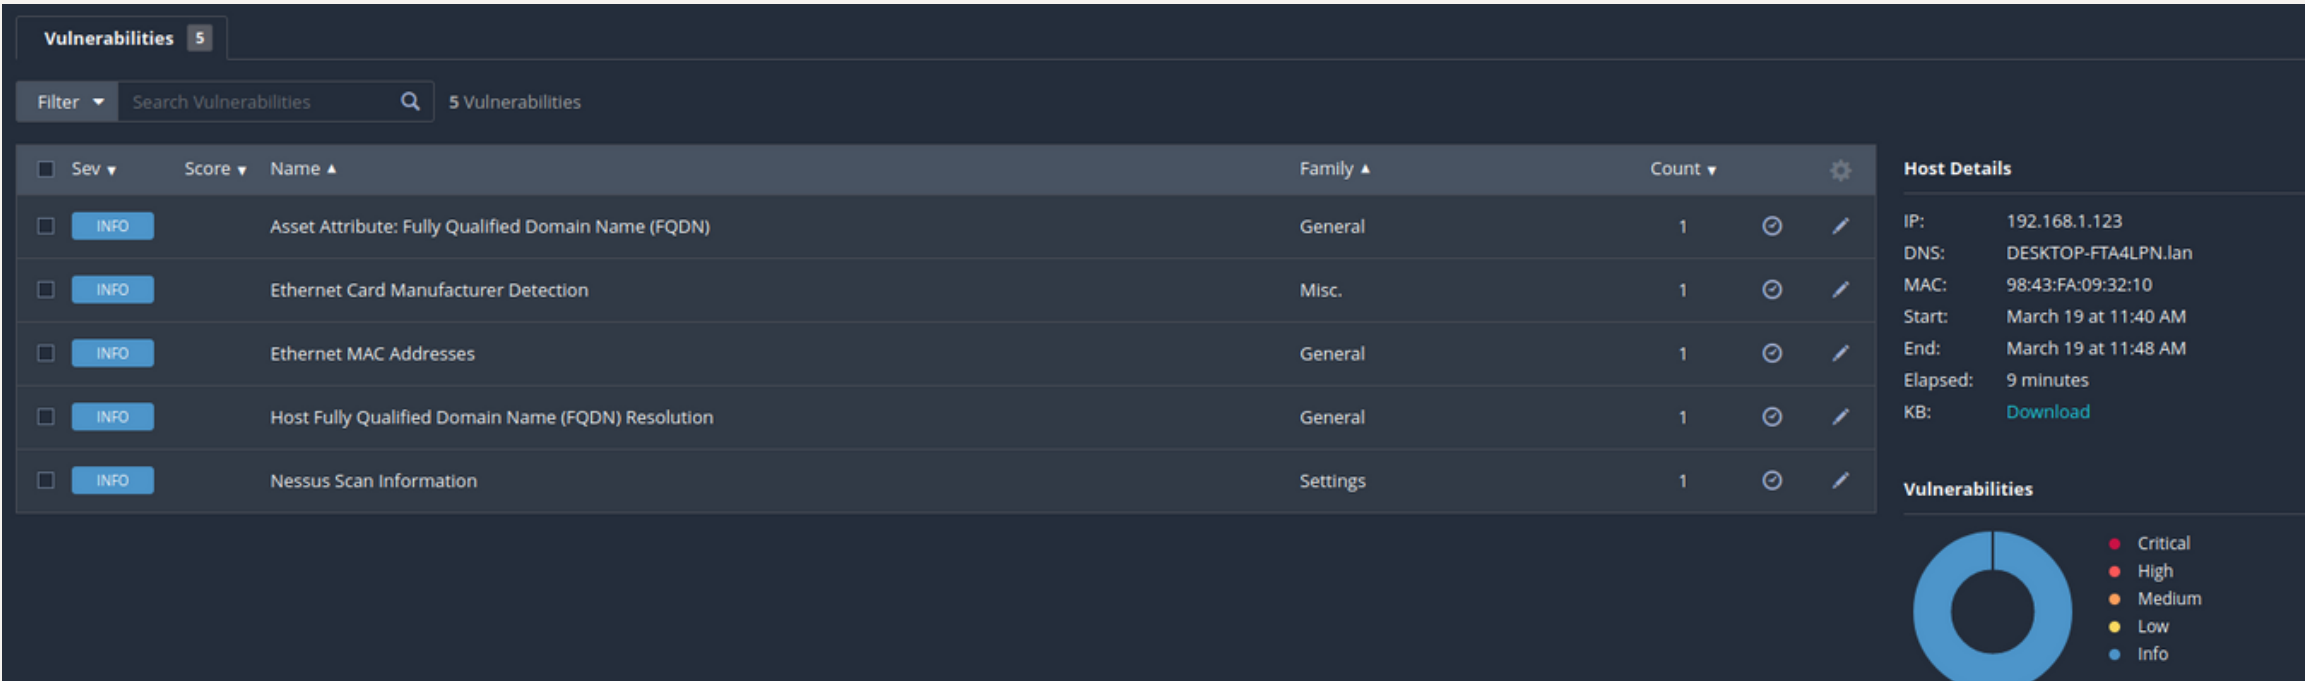 Vulnerabilities 5
Filter Search Vulnerabilities 5 Vulnerabilities
Sev Score Name Family Count
INFO Asset Attribute: Fully Qualified Domain Name (FQDN) General 1
INFO Ethernet Card Manufacturer Detection Misc. 1
INFO Ethernet MAC Addresses General 1
INFO Host Fully Qualified Domain Name (FQDN) Resolution General 1
INFO Nessus Scan Information Settings 1
Host Details
IP: 192.168.1.123
DNS: DESKTOP-FTA4LPN.lan
MAC: 98:43:FA:09:32:10
Start: March 19 at 11:40 AM
End: March 19 at 11:48 AM
Elapsed: 9 minutes
KB: Download
Vulnerabilities
Critical
High
Medium
Low
Info